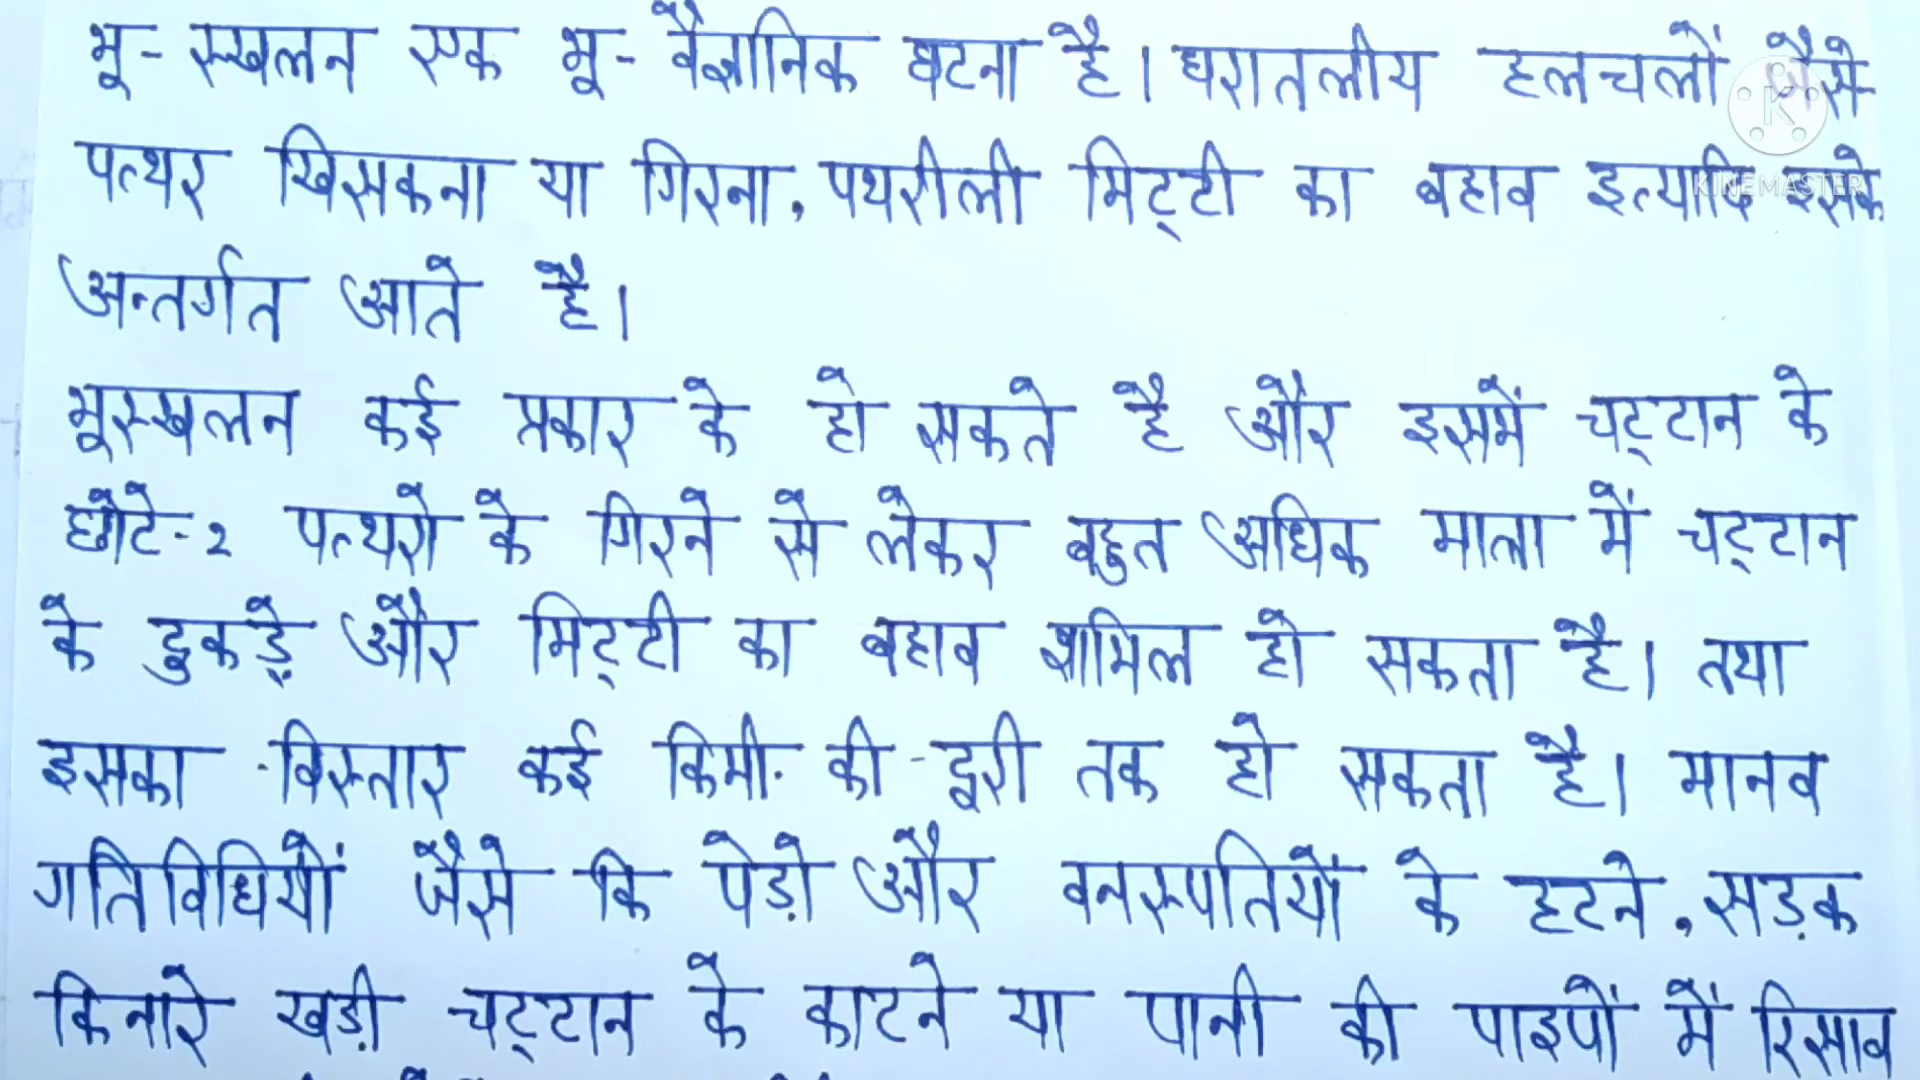 भू- स्खलन एक भू- वैज्ञानिक घटना है। धरातलीय हलचलों जैसे
पत्थर खिसकना या गिरना, पथरीली मिट्टी का बहाव इत्यादि इसके
अन्तर्गत आते है।
भूस्खलन कई प्रकार के हो सकते है और इसमें चट्टान के
छोटे-२ पत्थरो के गिरने से लेकर बहुत अधिक मात्रा में चट्टान
के टुकड़े और मिट्टी का बहाव शामिल हो सकता है। तथा
इसका विस्तार कई किमी. की दूरी तक हो सकता है। मानव
गतिविधियों जैसे कि पेड़ो और वनस्पतियों के हटने, सड़क
किनारे खड़ी चट्टान के काटने या पानी की पाइपों में रिसाव
KINEMASTER